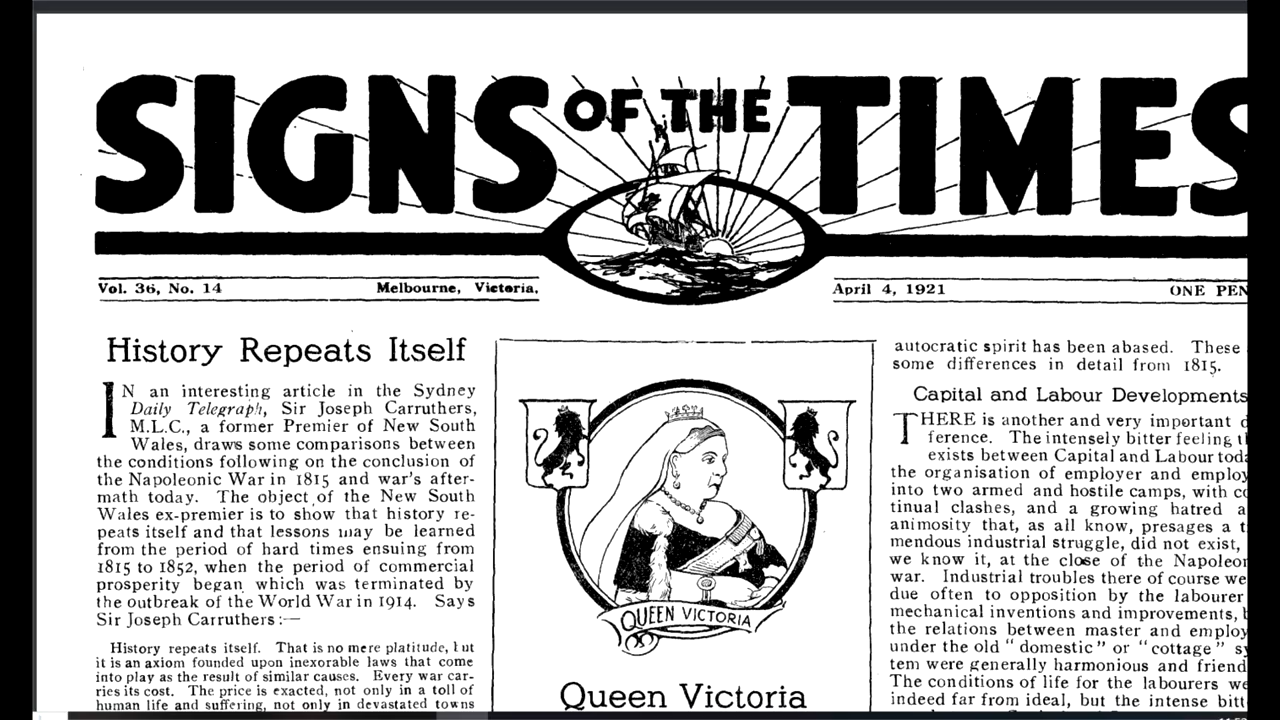 SIGNS OF THE TIMES
Vol. 36, No. 14
Melbourne, Victoria.
April 4, 1921
ONE PEN
History Repeats Itself
IN an interesting article in the Sydney
Daily Telegraph, Sir Joseph Carruthers,
M.L.C., a former Premier of New South
Wales, draws some comparisons between
the conditions following on the conclusion of
the Napoleonic War in 1815 and war's after-
math today. The object of the New South
Wales ex-premier is to show that history re-
peats itself and that lessons may be learned
from the period of hard times ensuing from
1815 to 1852, when the period of commercial
prosperity began which was terminated by
the outbreak of the World War in 1914. Says
Sir Joseph Carruthers:—
History repeats itself. That is no mere platitude, but
it is an axiom founded upon inexorable laws that come
into play as the result of similar causes. Every war car-
ries its cost. The price is exacted, not only in a toll of
human life and suffering, not only in devastated towns
QUEEN VICTORIA
Queen Victoria
autocratic spirit has been abased. These
some differences in detail from 1815.
Capital and Labour Developments
THERE is another and very important d
ference. The intensely bitter feeling t
exists between Capital and Labour toda
the organisation of employer and employ
into two armed and hostile camps, with co
tinual clashes, and a growing hatred a
animosity that, as all know, presages a t
mendous industrial struggle, did not exist,
we know it, at the close of the Napoleon
war. Industrial troubles there of course we
due often to opposition by the labourer
mechanical inventions and improvements, b
the relations between master and employ
under the old "domestic" or "cottage" sy
tem were generally harmonious and friend
The conditions of life for the labourers we
indeed far from ideal, but the intense bitt